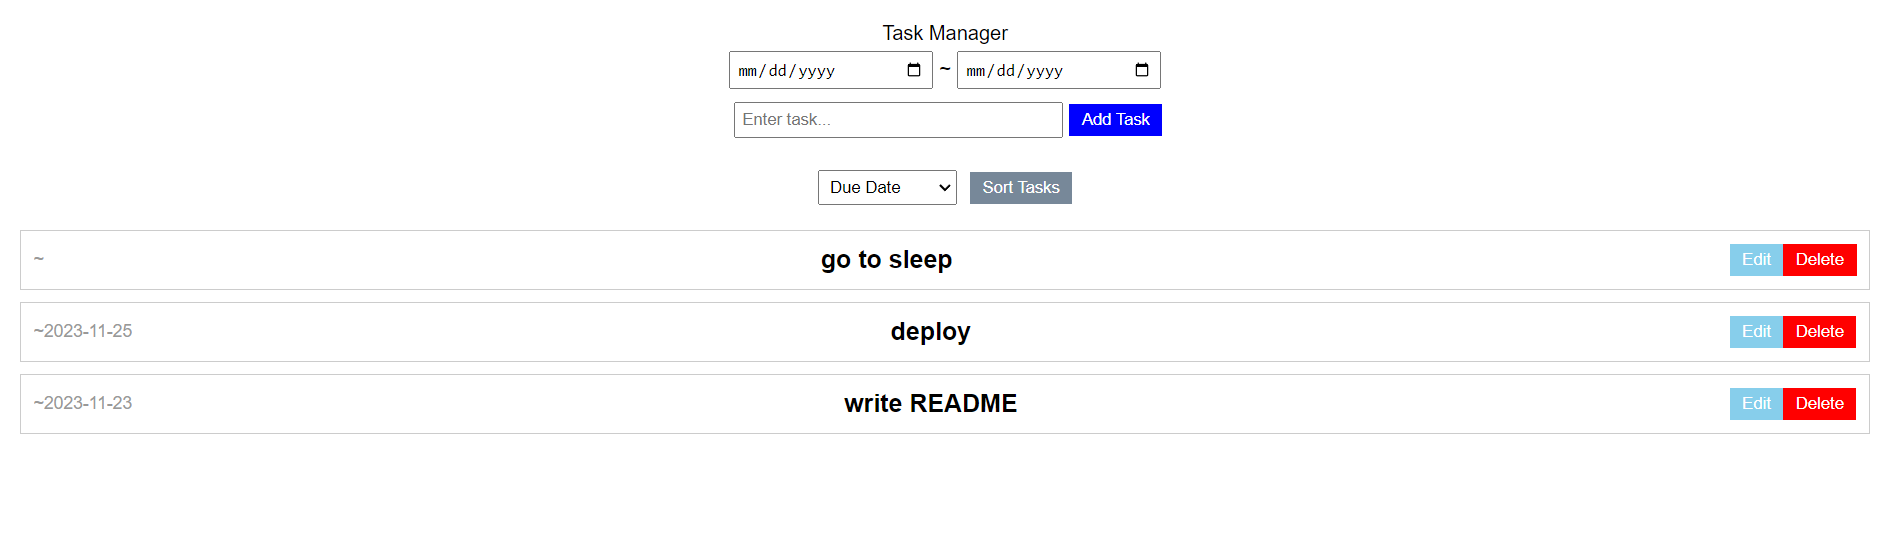 Task Manager
mm/dd/yyyy ~ mm/dd/yyyy
Enter task... Add Task
Due Date Sort Tasks
~ go to sleep Edit Delete
~2023-11-25 deploy Edit Delete
~2023-11-23 write README Edit Delete